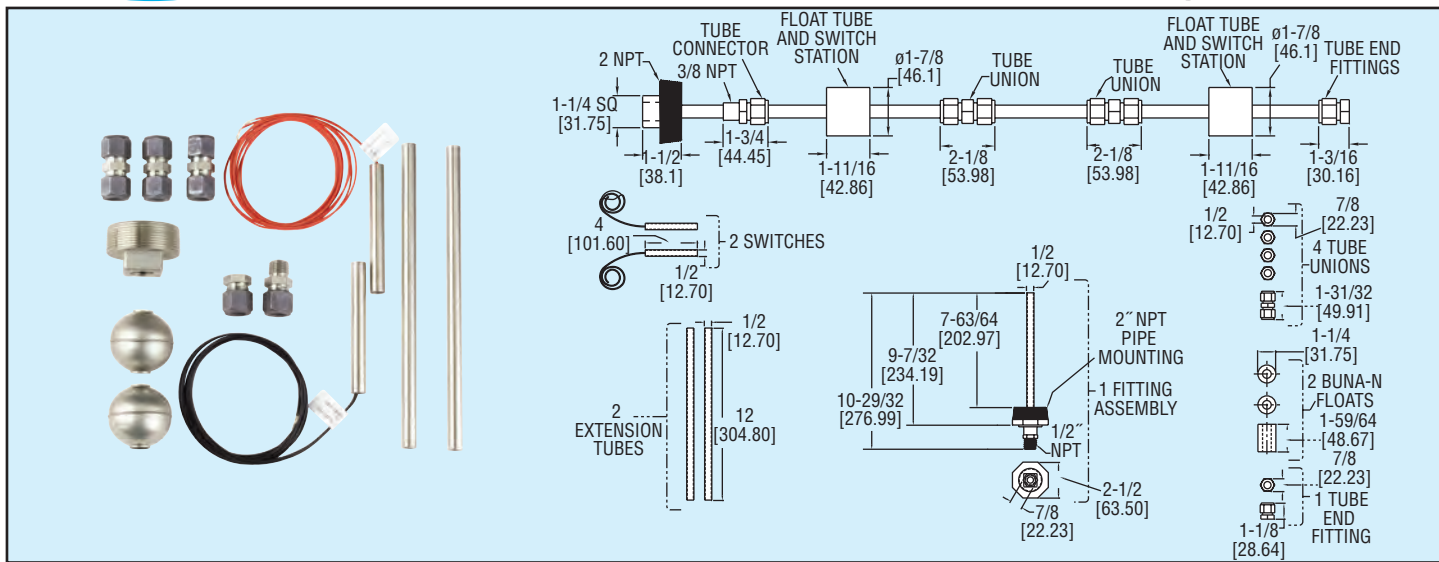 2 NPT
TUBE
CONNECTOR
3/8 NPT
FLOAT TUBE
AND SWITCH
STATION
ø1-7/8
[46.1]
TUBE
UNION
TUBE
UNION
FLOAT TUBE
AND SWITCH
STATION
ø1-7/8
[46.1]
TUBE END
FITTINGS
1-1/4 SQ
[31.75]
1-1/2
[38.1]
1-3/4
[44.45]
1-11/16
[42.86]
2-1/8
[53.98]
2-1/8
[53.98]
1-11/16
[42.86]
1-3/16
[30.16]
4
[101.60]
2 SWITCHES
1/2
[12.70]
2
EXTENSION
TUBES
1/2
[12.70]
12
[304.80]
1/2
[12.70]
7-63/64
[202.97]
9-7/32
[234.19]
10-29/32
[276.99]
2″ NPT
PIPE
MOUNTING
1 FITTING
ASSEMBLY
1/2″
NPT
2-1/2
[63.50]
7/8
[22.23]
1/2
[12.70]
7/8
[22.23]
4 TUBE
UNIONS
1-31/32
[49.91]
1-1/4
[31.75]
2 BUNA-N
FLOATS
1-59/64
[48.67]
7/8
[22.23]
1 TUBE
END
FITTING
1-1/8
[28.64]